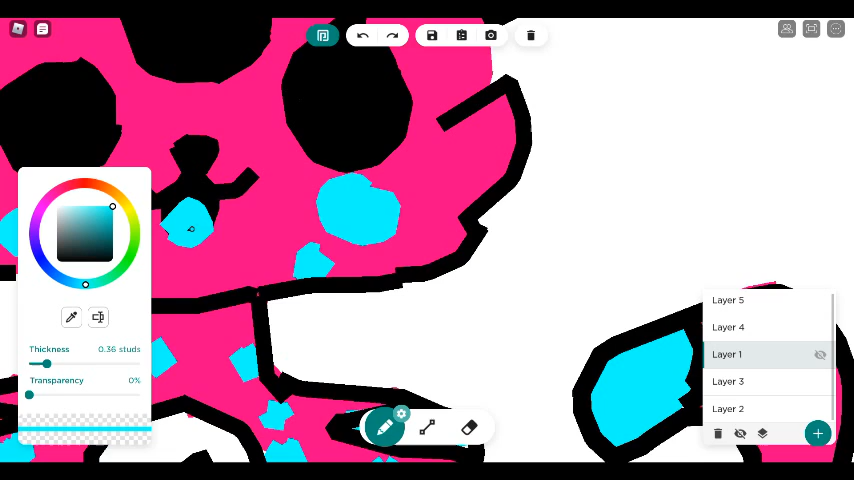 Thickness 0.36 studs
Transparency 0%
Layer 5
Layer 4
Layer 1
Layer 3
Layer 2